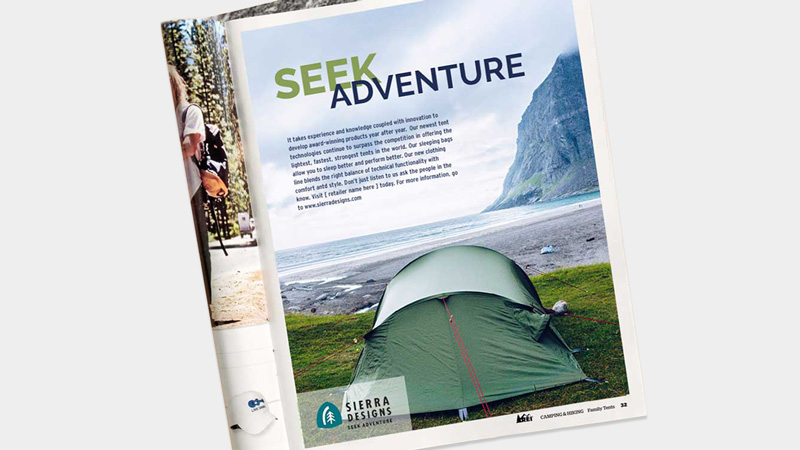 SEEK
ADVENTURE
It takes experience and knowledge coupled with innovation to
develop award-winning products year after year. Our newest tent
technologies continue to surpass the competition in offering the
lightest, fastest, strongest tents in the world. Our sleeping bags
allow you to sleep better and perform better. Our new clothing
line blends the right balance of technical functionality with
comfort antd style. Don't just listen to us ask the people in the
know. Visit { retailer name here } today. For more information, go
to www.sierradesigns.com
SIERRA
DESIGNS
SEEK ADVENTURE
REI CAMPING & HIKING Family Tents 32